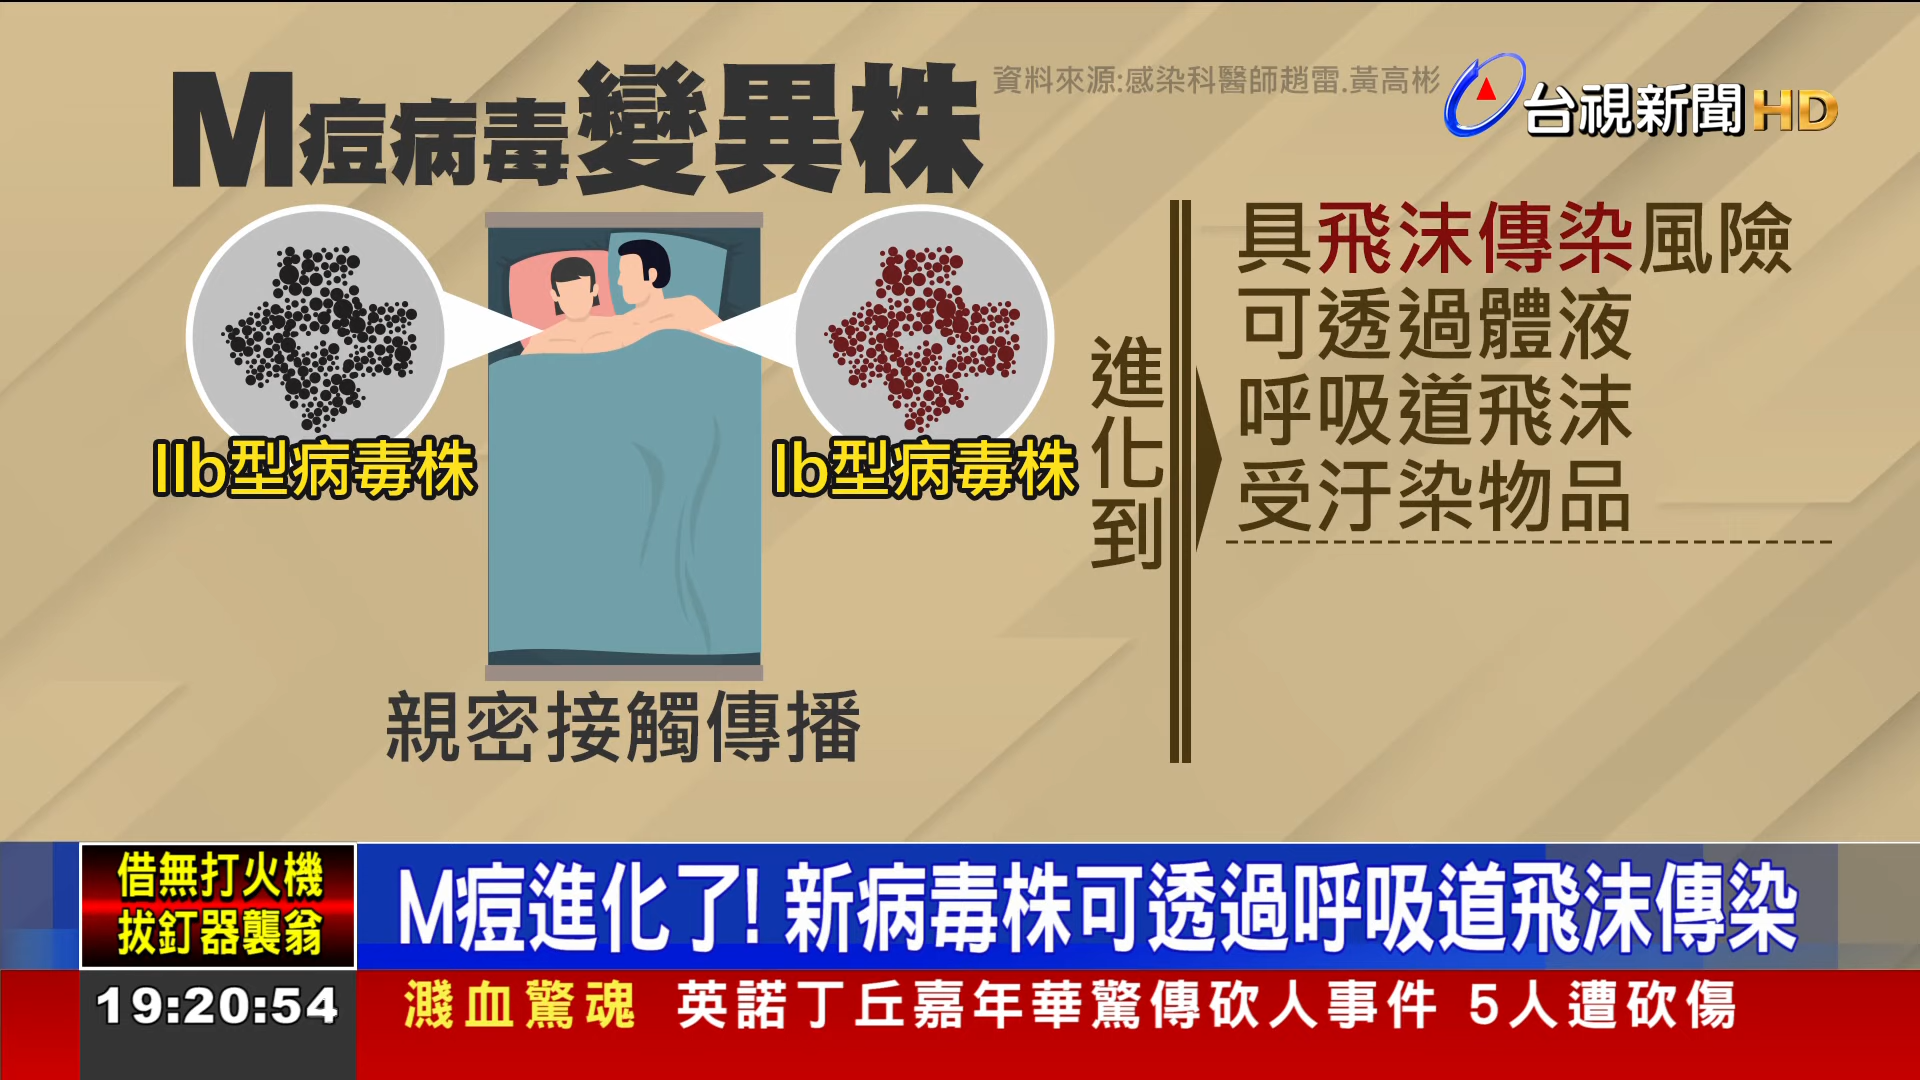 M痘病毒變異株
資料來源:感染科醫師趙雷.黃高彬
台視新聞HD
IIb型病毒株
Ib型病毒株
親密接觸傳播
進化到
具飛沫傳染風險
可透過體液
呼吸道飛沫
受汙染物品
借無打火機
拔釘器襲翁
M痘進化了! 新病毒株可透過呼吸道飛沫傳染
19:20:54
濺血驚魂 英諾丁丘嘉年華驚傳砍人事件 5人遭砍傷